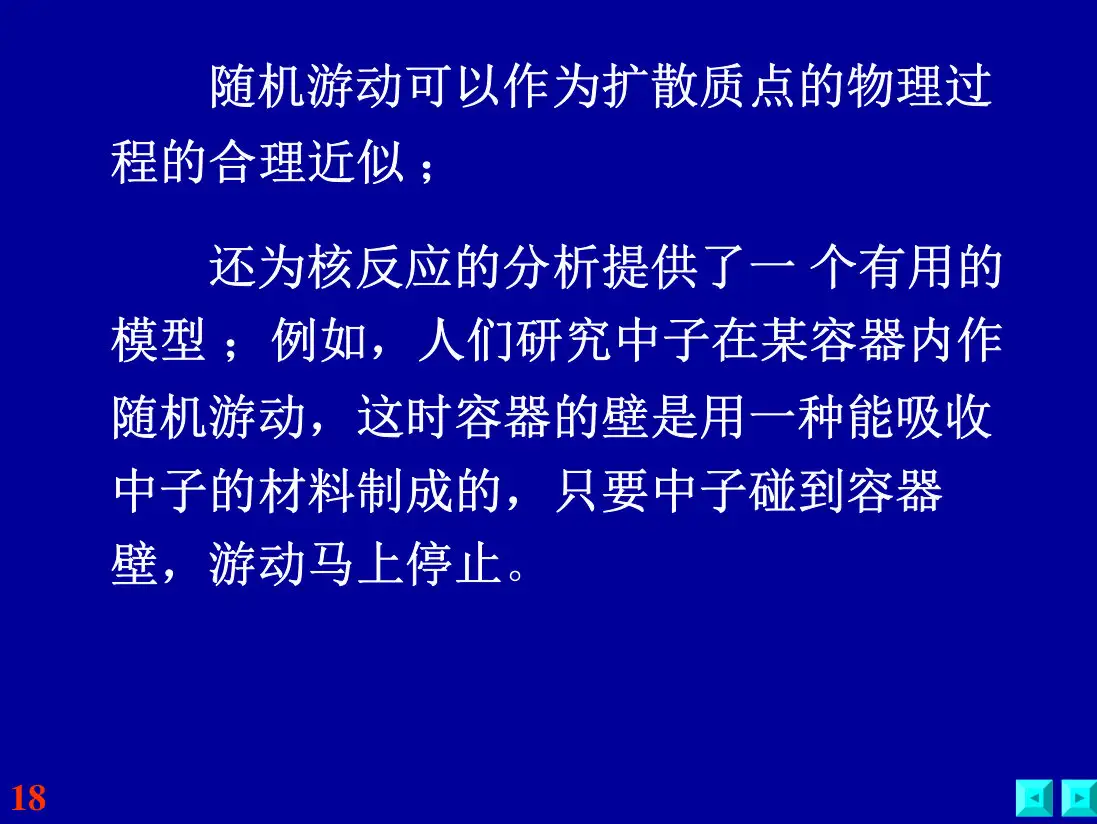 随机游动可以作为扩散质点的物理过
程的合理近似 ;
还为核反应的分析提供了一 个有用的
模型 ; 例如，人们研究中子在某容器内作
随机游动，这时容器的壁是用一种能吸收
中子的材料制成的，只要中子碰到容器
壁，游动马上停止。
18